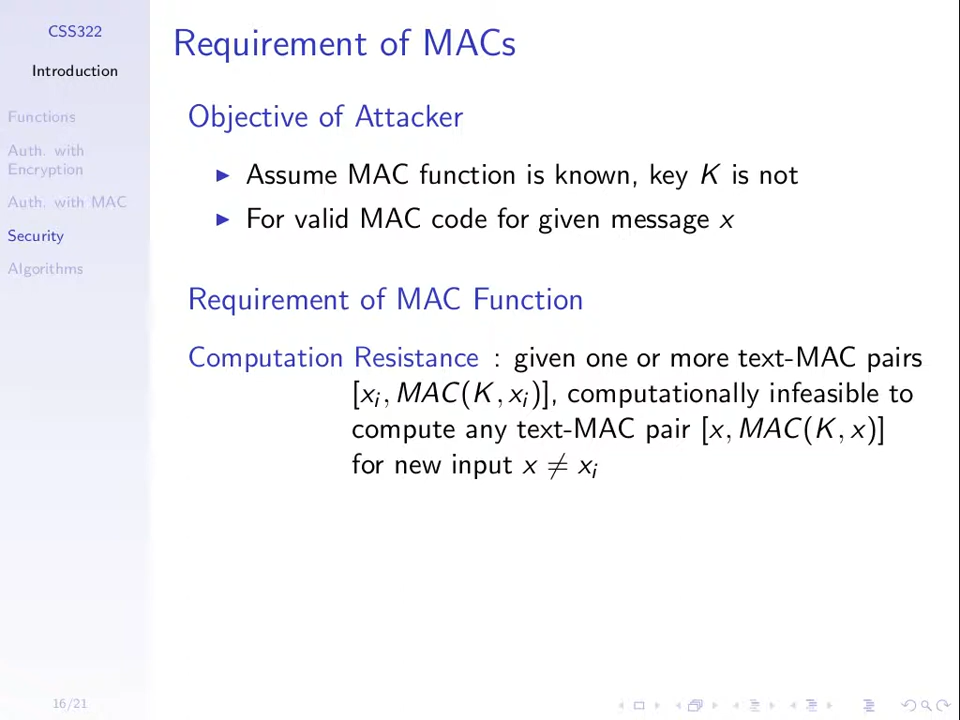 CSS322
Introduction
Functions
Auth. with
Encryption
Auth. with MAC
Security
Algorithms
Requirement of MACs
Objective of Attacker
▶ Assume MAC function is known, key K is not
▶ For valid MAC code for given message x
Requirement of MAC Function
Computation Resistance : given one or more text-MAC pairs
[xᵢ, MAC(K, xᵢ)], computationally infeasible to
compute any text-MAC pair [x, MAC(K, x)]
for new input x ≠ xᵢ
16/21